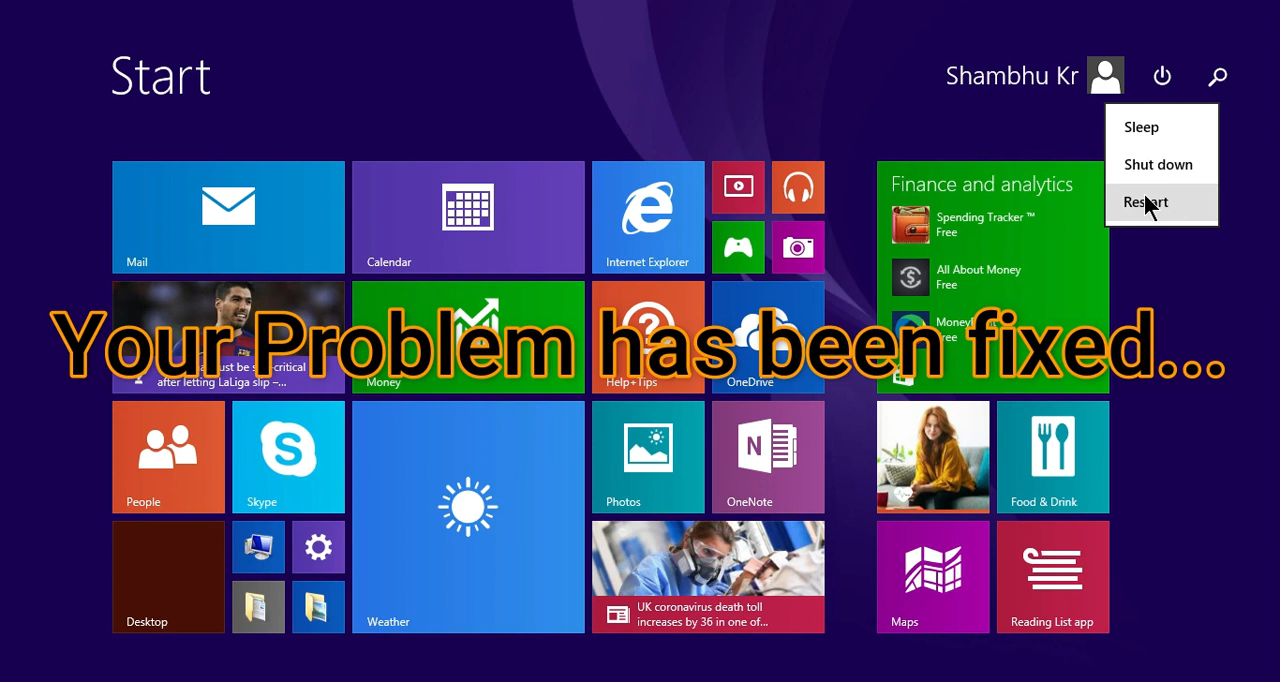 Start
Shambhu Kr
Sleep
Shut down
Restart
Mail
Calendar
Internet Explorer
Finance and analytics
Spending Tracker ™
Free
All About Money
Free
Your Problem has been fixed...
must be
critical
after letting LaLiga slip –...
Money
Help+Tips
OneDrive
People
Skype
Photos
OneNote
N
Food & Drink
Desktop
Weather
UK coronavirus death toll
increases by 36 in one of...
Maps
Reading List app